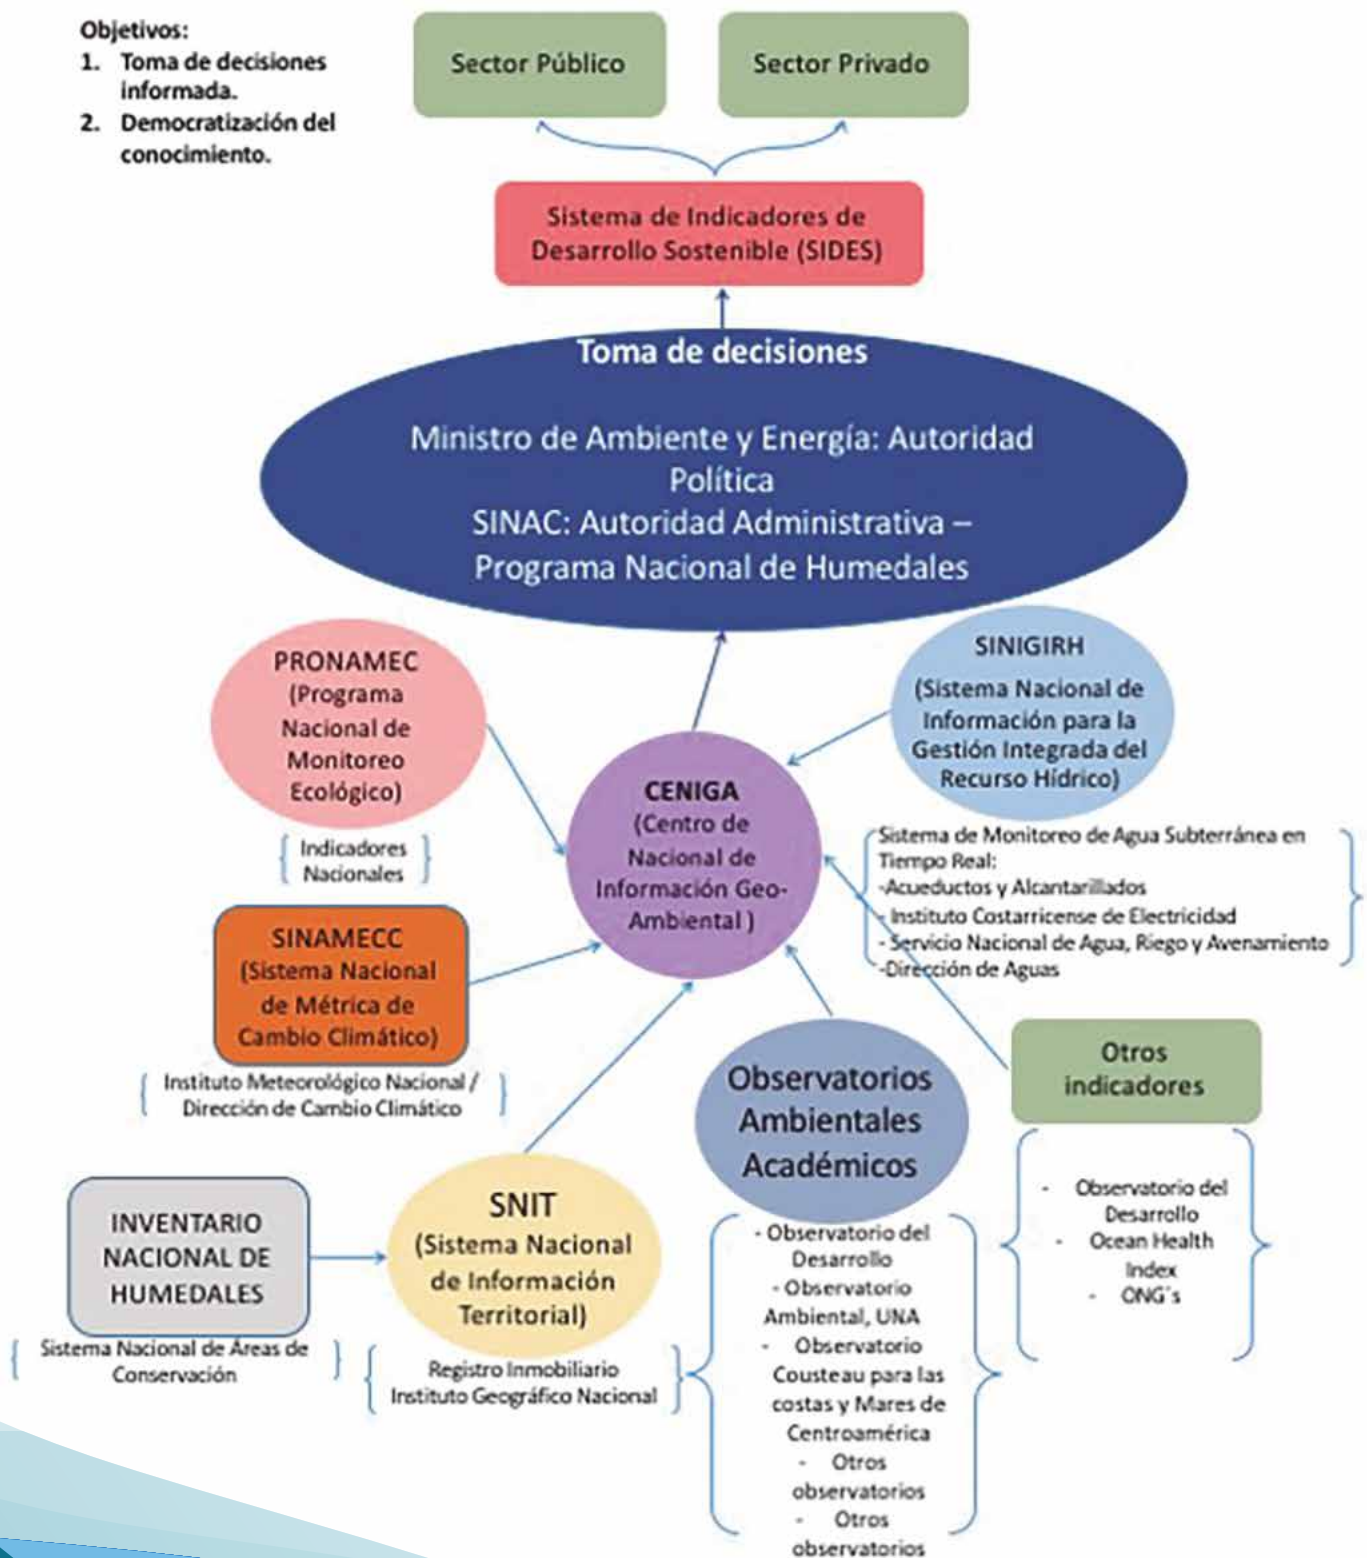 Objetivos:
1. Toma de decisiones
informada.
2. Democratización del
conocimiento.
Sector Público
Sector Privado
Sistema de Indicadores de
Desarrollo Sostenible (SIDES)
Toma de decisiones
Ministro de Ambiente y Energía: Autoridad
Política
SINAC: Autoridad Administrativa –
Programa Nacional de Humedales
PRONAMEC
(Programa
Nacional de
Monitoreo
Ecológico)
Indicadores
Nacionales
SINIGIRH
(Sistema Nacional de
Información para la
Gestión Integrada del
Recurso Hídrico)
Sistema de Monitoreo de Agua Subterránea en
Tiempo Real:
-Acueductos y Alcantarillados
- Instituto Costarricense de Electricidad
- Servicio Nacional de Agua, Riego y Avenamiento
-Dirección de Aguas
CENIGA
(Centro de
Nacional de
Información Geo-
Ambiental )
SINAMECC
(Sistema Nacional
de Métrica de
Cambio Climático)
Instituto Meteorológico Nacional /
Dirección de Cambio Climático
Otros
indicadores
- Observatorio del
Desarrollo
- Ocean Health
Index
- ONG´s
Observatorios
Ambientales
Académicos
- Observatorio del
Desarrollo
- Observatorio
Ambiental, UNA
- Observatorio
Cousteau para las
costas y Mares de
Centroamérica
- Otros
observatorios
- Otros
observatorios
SNIT
(Sistema Nacional
de Información
Territorial)
Registro Inmobiliario
Instituto Geográfico Nacional
INVENTARIO
NACIONAL DE
HUMEDALES
Sistema Nacional de Áreas de
Conservación